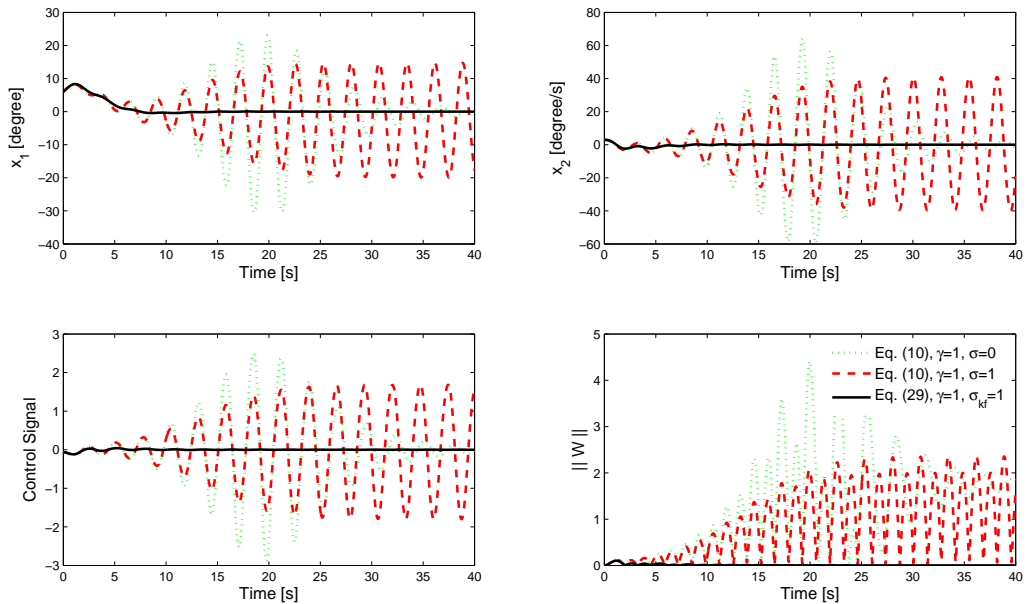 30
20
10
0
−10
−20
−30
−40
x1 [degree]
0 5 10 15 20 25 30 35 40
Time [s]
60
40
20
0
−20
−40
−60
80
x2 [degree/s]
0 5 10 15 20 25 30 35 40
Time [s]
3
2
1
0
−1
−2
−3
Control Signal
0 5 10 15 20 25 30 35 40
Time [s]
5
4
3
2
1
0
|| W ||
Eq. (10), γ=1, σ=0
Eq. (10), γ=1, σ=1
Eq. (29), γ=1, σkf=1
0 5 10 15 20 25 30 35 40
Time [s]